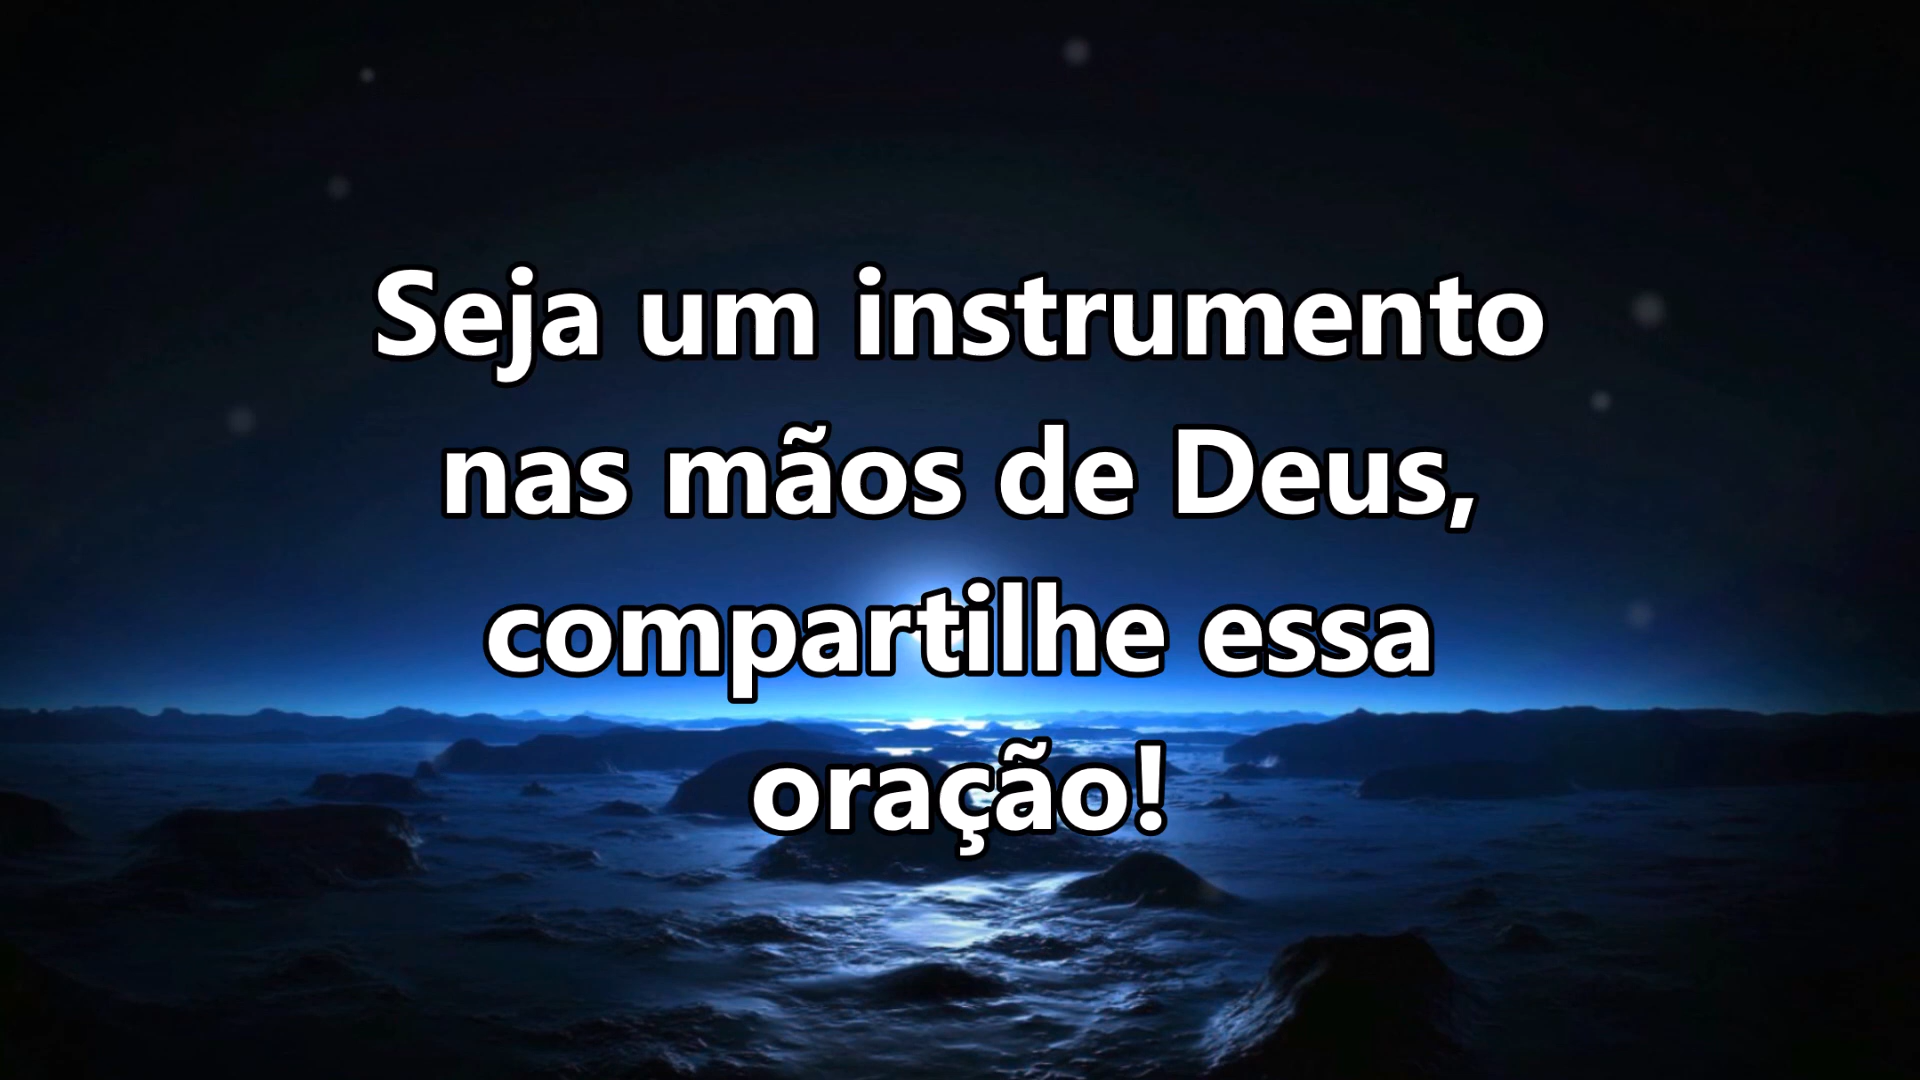 Seja um instrumento
nas mãos de Deus,
compartilhe essa
oração!